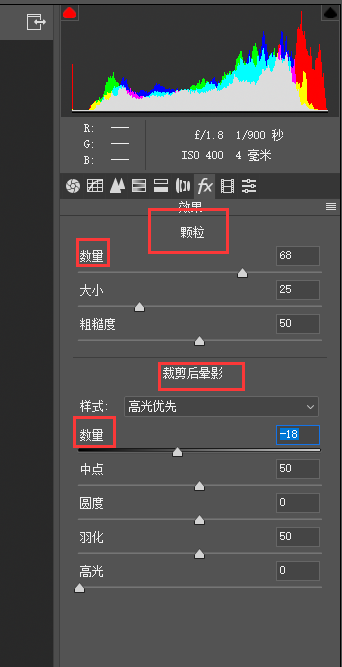 R: —— f/1.8 1/900 秒
G: ——
B: —— ISO 400 4 毫米
fx
效果
颗粒
数量 68
大小 25
粗糙度 50
裁剪后晕影
样式: 高光优先
数量 -18
中点 50
圆度 0
羽化 50
高光 0